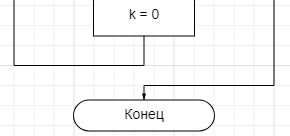 k = 0
Конец